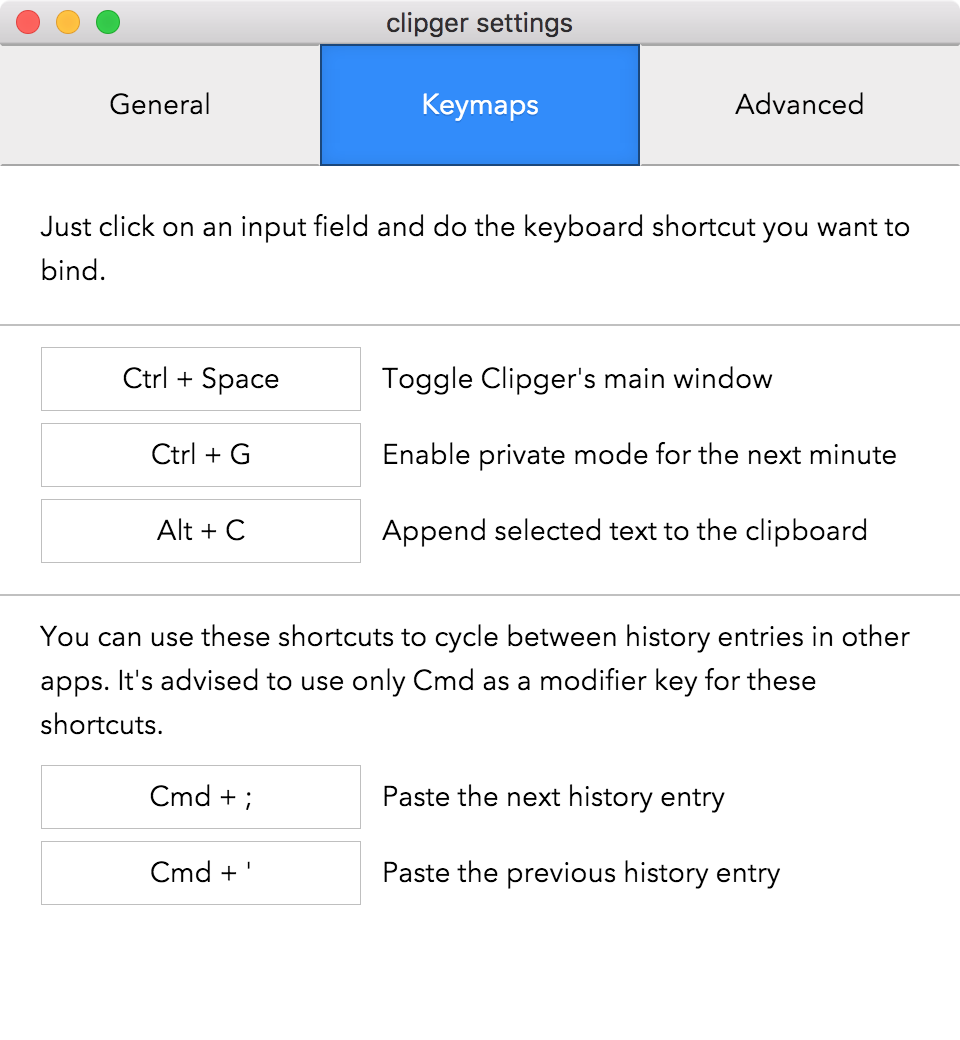 clipger settings
General
Keymaps
Advanced
Just click on an input field and do the keyboard shortcut you want to
bind.
Ctrl + Space
Toggle Clipger's main window
Ctrl + G
Enable private mode for the next minute
Alt + C
Append selected text to the clipboard
You can use these shortcuts to cycle between history entries in other
apps. It's advised to use only Cmd as a modifier key for these
shortcuts.
Cmd + ;
Paste the next history entry
Cmd + '
Paste the previous history entry